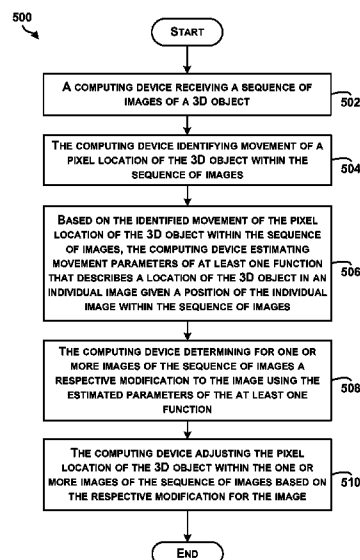 500
START
A COMPUTING DEVICE RECEIVING A SEQUENCE OF
IMAGES OF A 3D OBJECT
502
THE COMPUTING DEVICE IDENTIFYING MOVEMENT OF A
PIXEL LOCATION OF THE 3D OBJECT WITHIN THE
SEQUENCE OF IMAGES
504
BASED ON THE IDENTIFIED MOVEMENT OF THE PIXEL
LOCATION OF THE 3D OBJECT WITHIN THE SEQUENCE
OF IMAGES, THE COMPUTING DEVICE ESTIMATING
MOVEMENT PARAMETERS OF AT LEAST ONE FUNCTION
THAT DESCRIBES A LOCATION OF THE 3D OBJECT IN AN
INDIVIDUAL IMAGE GIVEN A POSITION OF THE INDIVIDUAL
IMAGE WITHIN THE SEQUENCE OF IMAGES
506
THE COMPUTING DEVICE DETERMINING FOR ONE OR
MORE IMAGES OF THE SEQUENCE OF IMAGES A
RESPECTIVE MODIFICATION TO THE IMAGE USING THE
ESTIMATED PARAMETERS OF THE AT LEAST ONE
FUNCTION
508
THE COMPUTING DEVICE ADJUSTING THE PIXEL
LOCATION OF THE 3D OBJECT WITHIN THE ONE OR
MORE IMAGES OF THE SEQUENCE OF IMAGES BASED ON
THE RESPECTIVE MODIFICATION FOR THE IMAGE
510
END